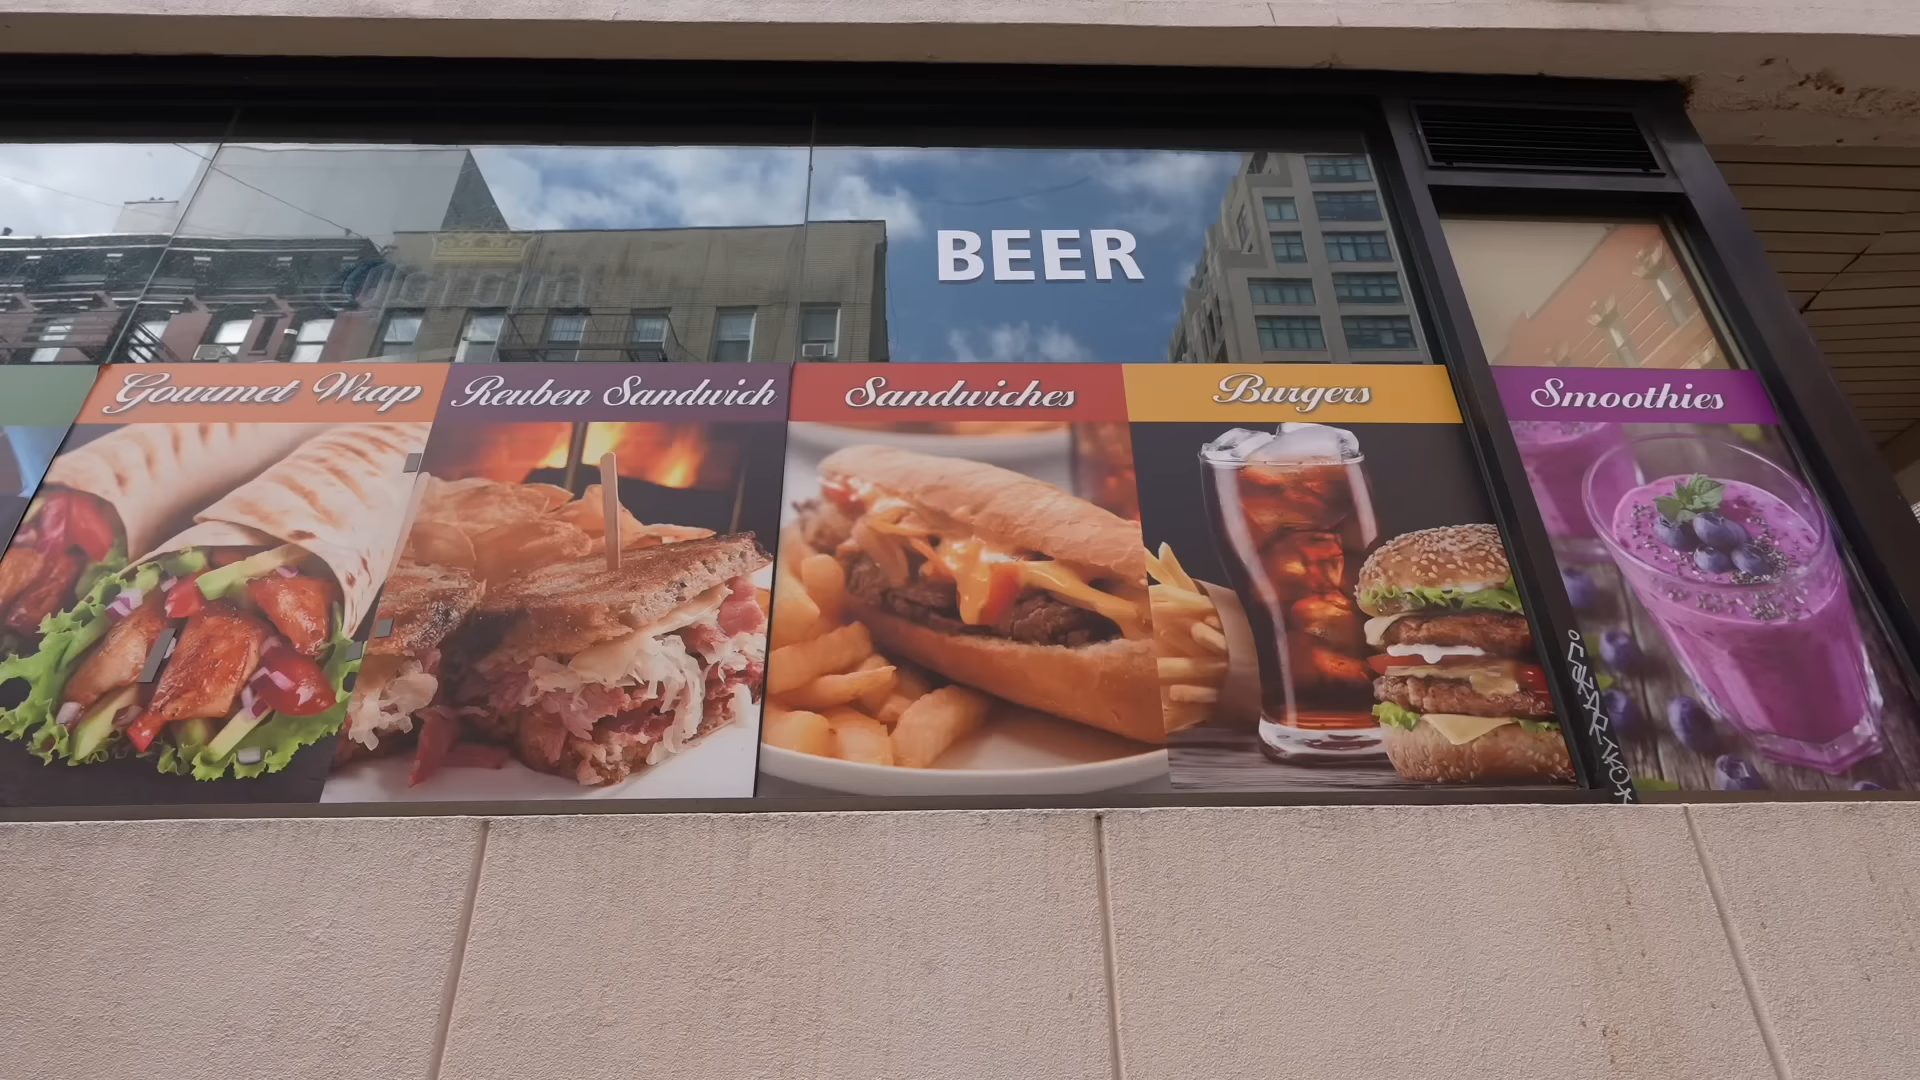 BEER
Gourmet Wrap
Reuben Sandwich
Sandwiches
Burgers
Smoothies